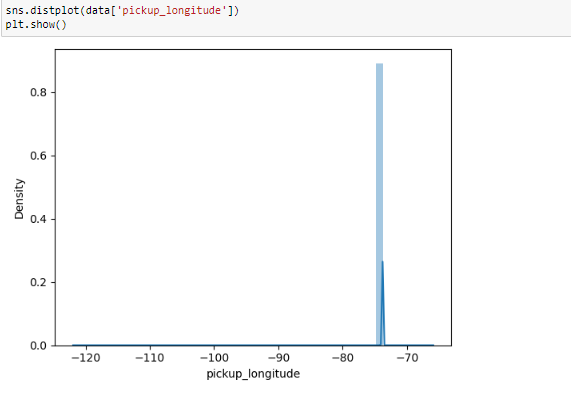 sns.distplot(data['pickup_longitude'])
plt.show()
0.8
0.6
0.4
0.2
0.0
Density
−120 −110 −100 −90 −80 −70
pickup_longitude